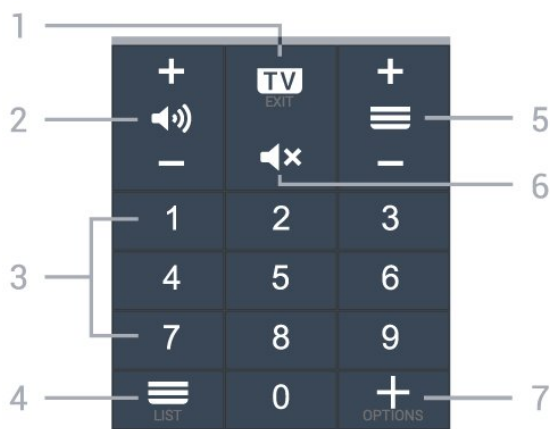 1
+ TV +
EXIT
2 5
− −
6
1 2 3
3 4 5 6
7 8 9
4 0 + 7
LIST OPTIONS